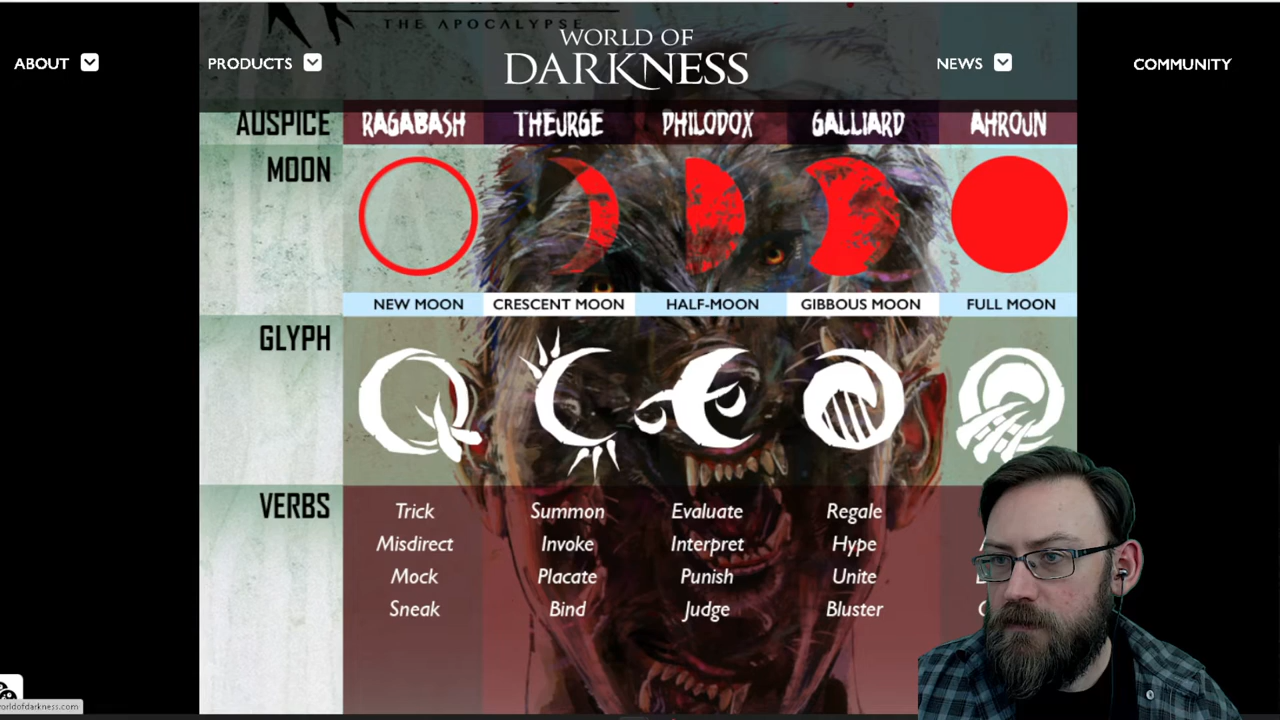 THE APOCALYPSE
WORLD OF
DARKNESS
ABOUT PRODUCTS NEWS COMMUNITY
AUSPICE RAGABASH THEURGE PHILODOX GALLIARD AHROUN
MOON
NEW MOON CRESCENT MOON HALF-MOON GIBBOUS MOON FULL MOON
GLYPH
VERBS Trick Summon Evaluate Regale
Misdirect Invoke Interpret Hype
Mock Placate Punish Unite
Sneak Bind Judge Bluster
worldofdarkness.com